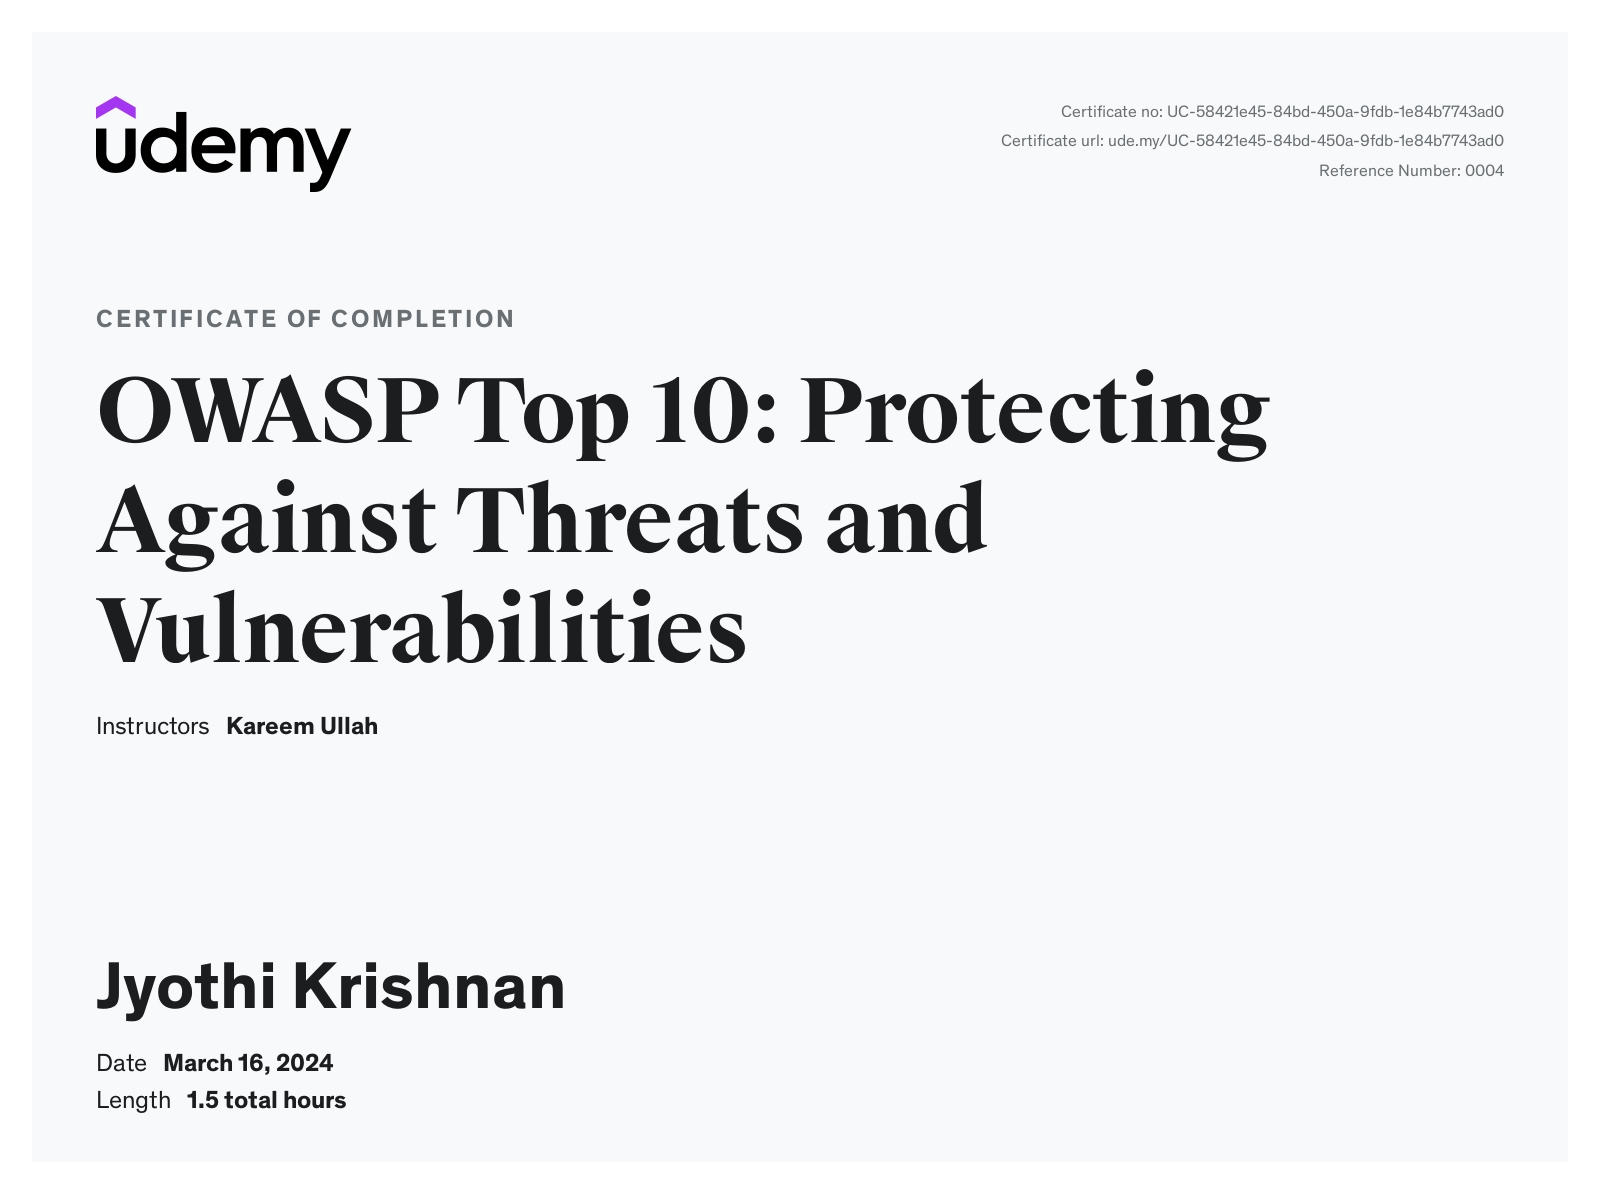 udemy
Certificate no: UC-58421e45-84bd-450a-9fdb-1e84b7743ad0
Certificate url: ude.my/UC-58421e45-84bd-450a-9fdb-1e84b7743ad0
Reference Number: 0004
CERTIFICATE OF COMPLETION
OWASP Top 10: Protecting
Against Threats and
Vulnerabilities
Instructors Kareem Ullah
Jyothi Krishnan
Date March 16, 2024
Length 1.5 total hours